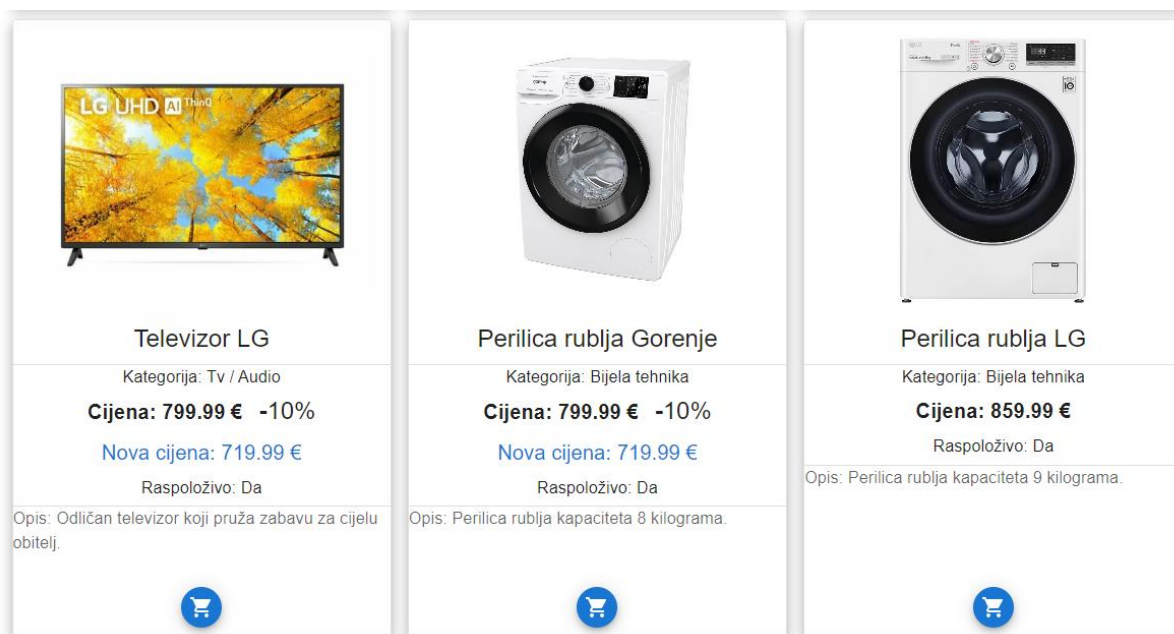 LG UHD AI ThinQ
Televizor LG
Kategorija: Tv / Audio
Cijena: 799.99 € -10%
Nova cijena: 719.99 €
Raspoloživo: Da
Opis: Odličan televizor koji pruža zabavu za cijelu
obitelj.
Perilica rublja Gorenje
Kategorija: Bijela tehnika
Cijena: 799.99 € -10%
Nova cijena: 719.99 €
Raspoloživo: Da
Opis: Perilica rublja kapaciteta 8 kilograma.
Perilica rublja LG
Kategorija: Bijela tehnika
Cijena: 859.99 €
Raspoloživo: Da
Opis: Perilica rublja kapaciteta 9 kilograma.